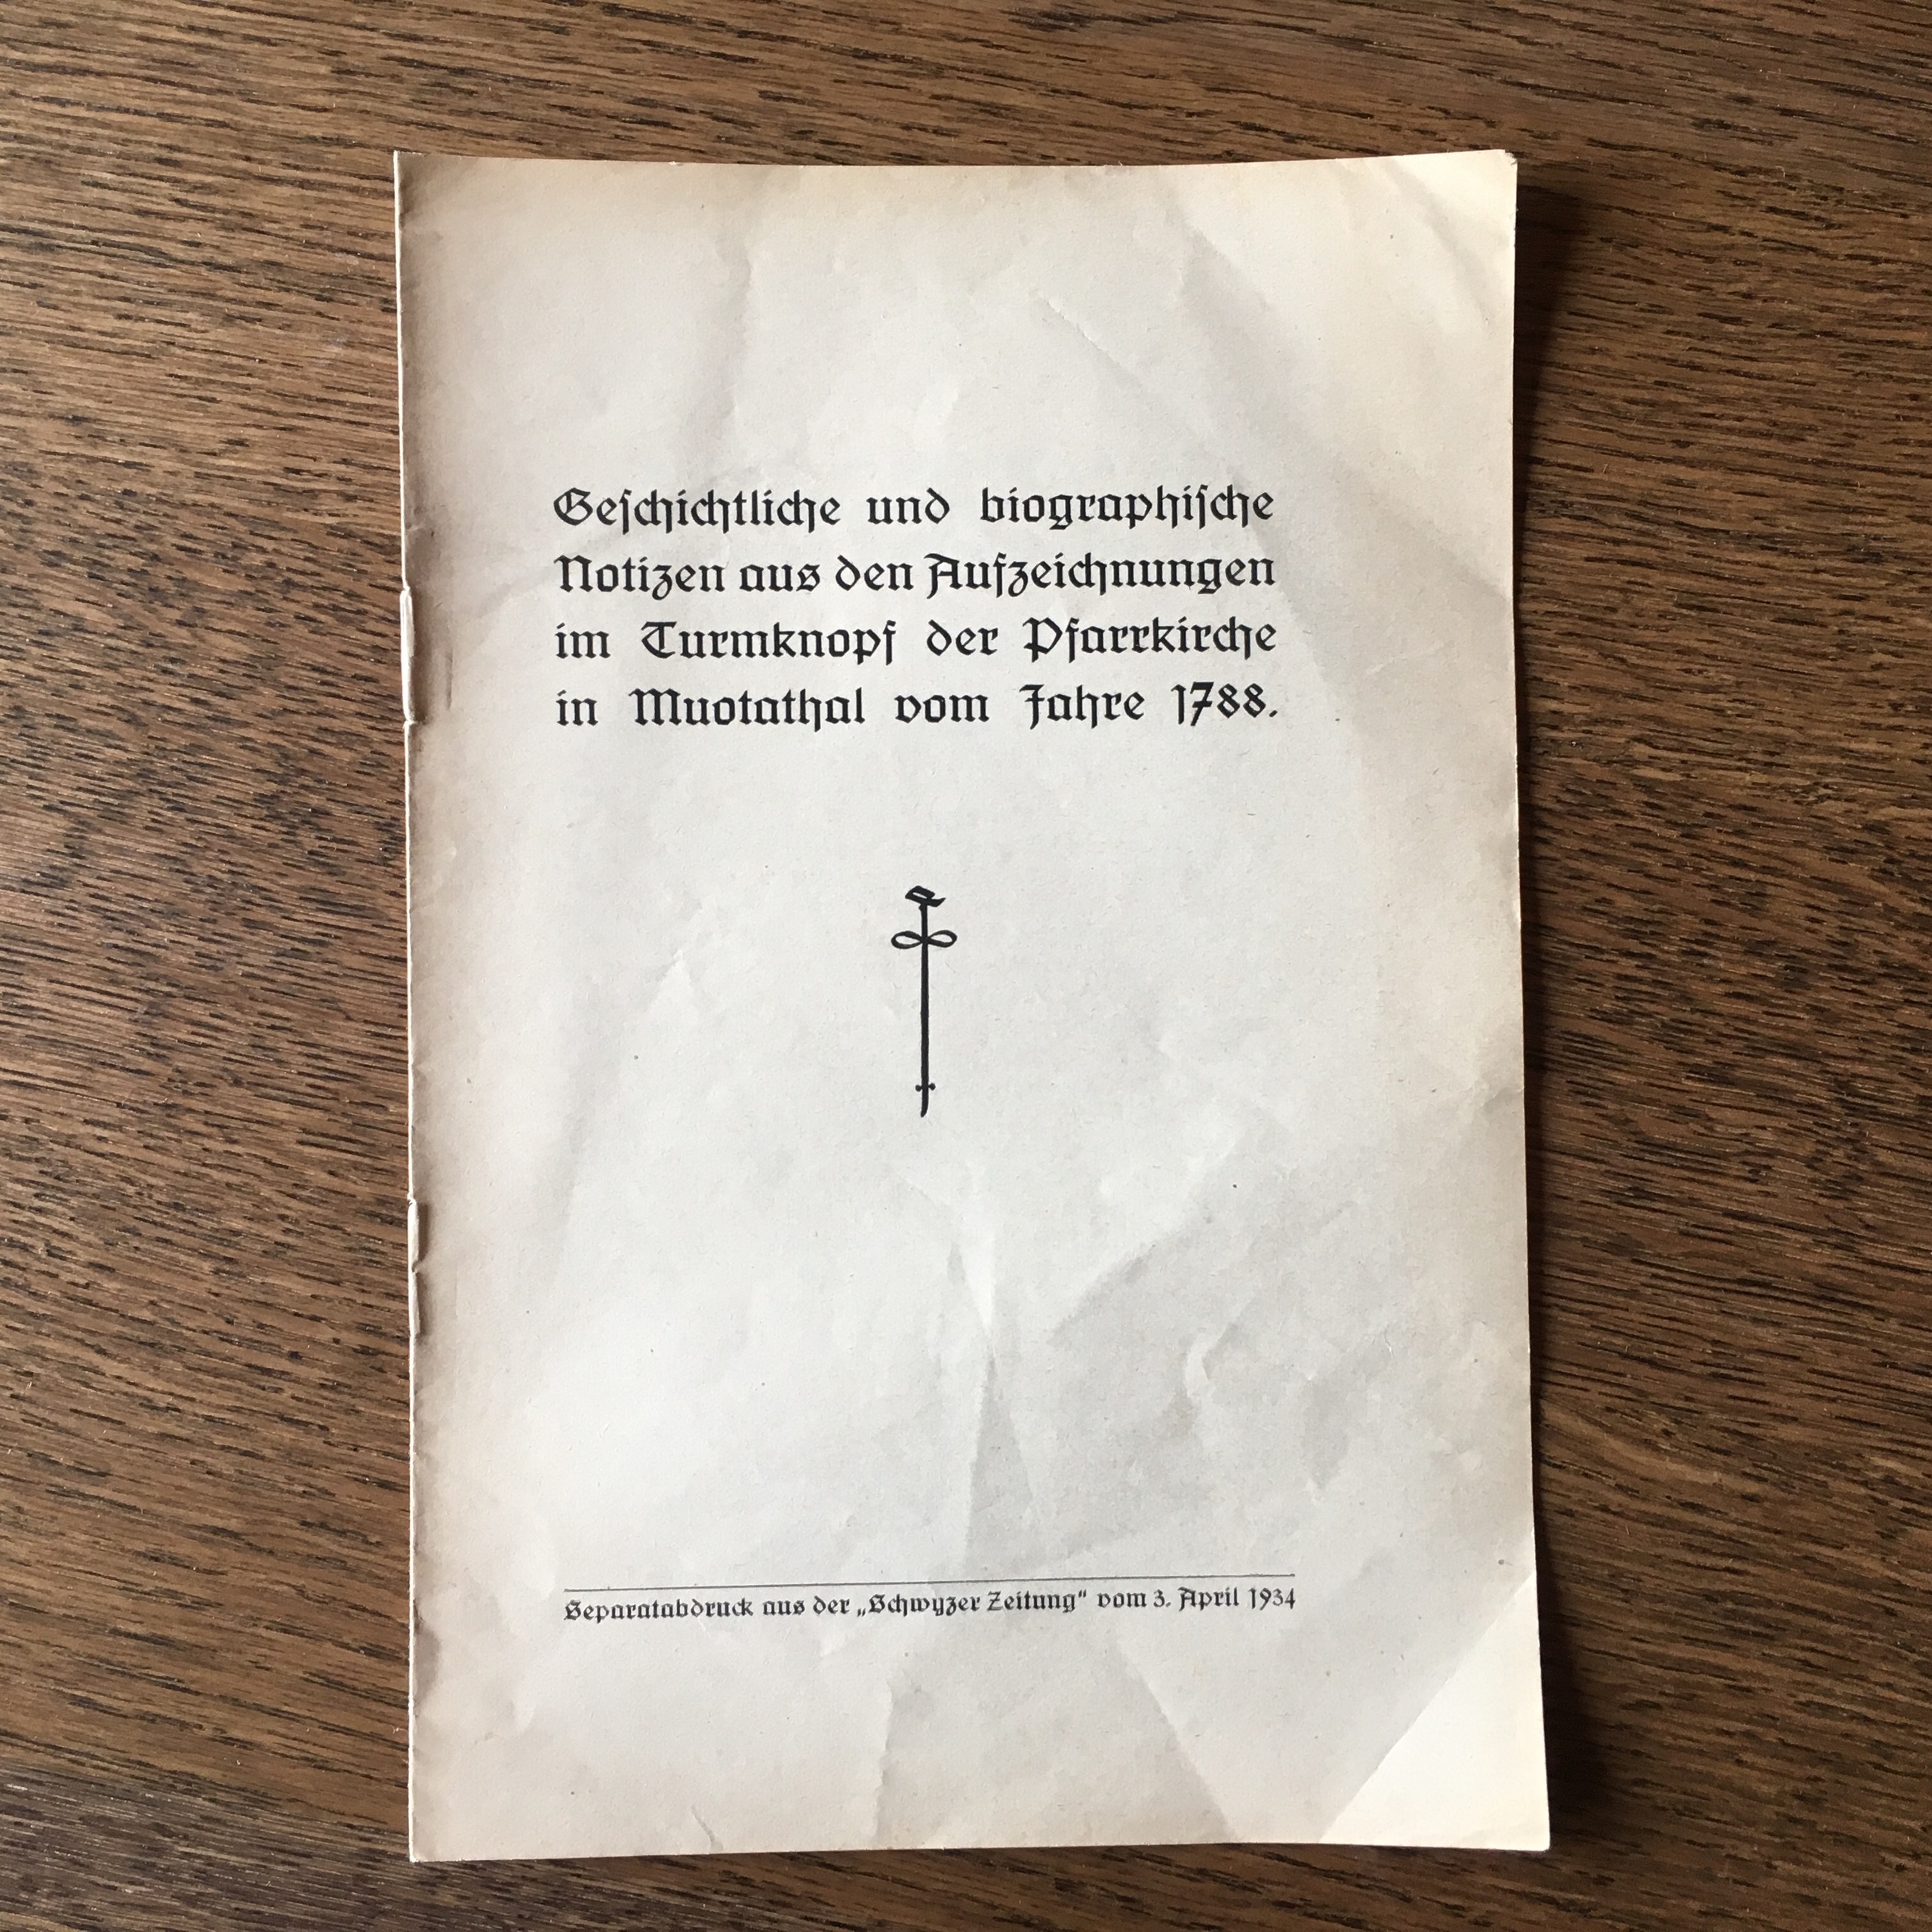 Geschichtliche und biographische
Notizen aus den Aufzeichnungen
im Turmknopf der Pfarrkirche
in Muotathal vom Jahre 1788.
Separatabdruck aus der „Schwyzer Zeitung“ vom 3. April 1934